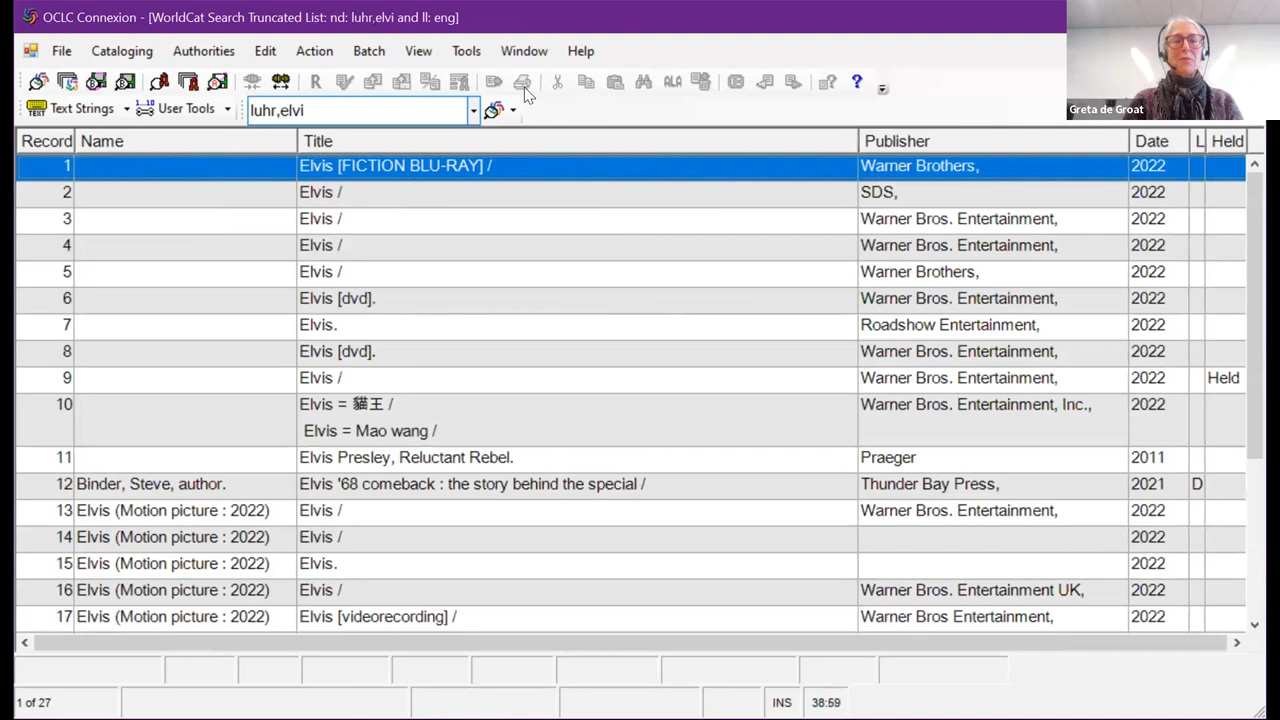 OCLC Connexion - [WorldCat Search Truncated List: nd: luhr,elvi and ll: eng]
File Cataloging Authorities Edit Action Batch View Tools Window Help
R ALA ?
TEXT Text Strings 1...10 User Tools luhr,elvi
Greta de Groat
Record Name Title Publisher Date L Held
1 Elvis [FICTION BLU-RAY] / Warner Brothers, 2022
2 Elvis / SDS, 2022
3 Elvis / Warner Bros. Entertainment, 2022
4 Elvis / Warner Bros. Entertainment, 2022
5 Elvis / Warner Brothers, 2022
6 Elvis [dvd]. Warner Bros. Entertainment, 2022
7 Elvis. Roadshow Entertainment, 2022
8 Elvis [dvd]. Warner Bros. Entertainment, 2022
9 Elvis / Warner Bros. Entertainment, 2022 Held
10 Elvis = 貓王 / Warner Bros. Entertainment, Inc., 2022
Elvis = Mao wang /
11 Elvis Presley, Reluctant Rebel. Praeger 2011
12 Binder, Steve, author. Elvis '68 comeback : the story behind the special / Thunder Bay Press, 2021 D
13 Elvis (Motion picture : 2022) Elvis / Warner Bros. Entertainment, 2022
14 Elvis (Motion picture : 2022) Elvis / 2022
15 Elvis (Motion picture : 2022) Elvis. 2022
16 Elvis (Motion picture : 2022) Elvis / Warner Bros. Entertainment UK, 2022
17 Elvis (Motion picture : 2022) Elvis [videorecording] / Warner Bros Entertainment, 2022
1 of 27 INS 38:59